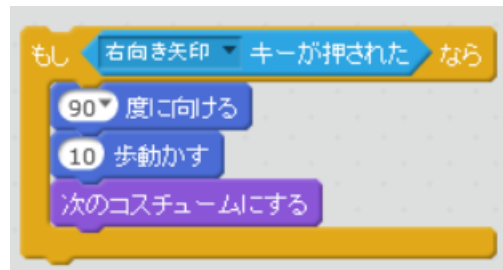 もし 右向き矢印 キーが押された なら
90 度に向ける
10 歩動かす
次のコスチュームにする